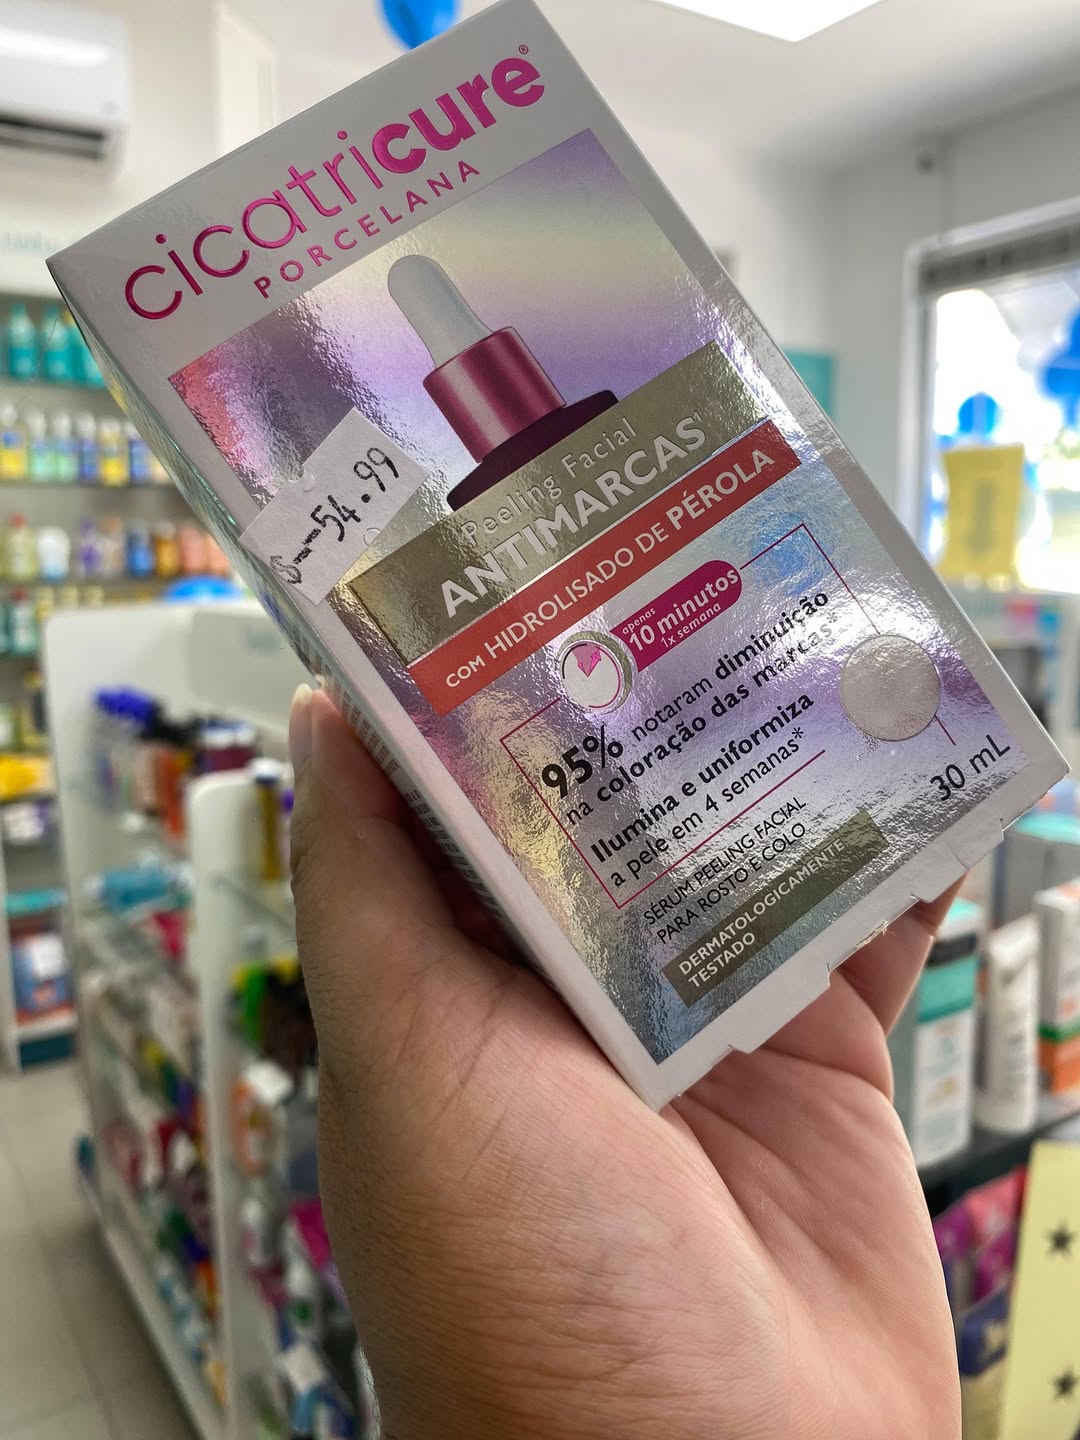 cicatricure®
PORCELANA
$---54.99
Peeling Facial
ANTIMARCAS¹
COM HIDROLISADO DE PÉROLA
apenas
10 minutos
1x semana
95% notaram diminuição
na coloração das marcas*
Ilumina e uniformiza
a pele em 4 semanas*
30 mL
SÉRUM PEELING FACIAL
PARA ROSTO E COLO
DERMATOLOGICAMENTE
TESTADO